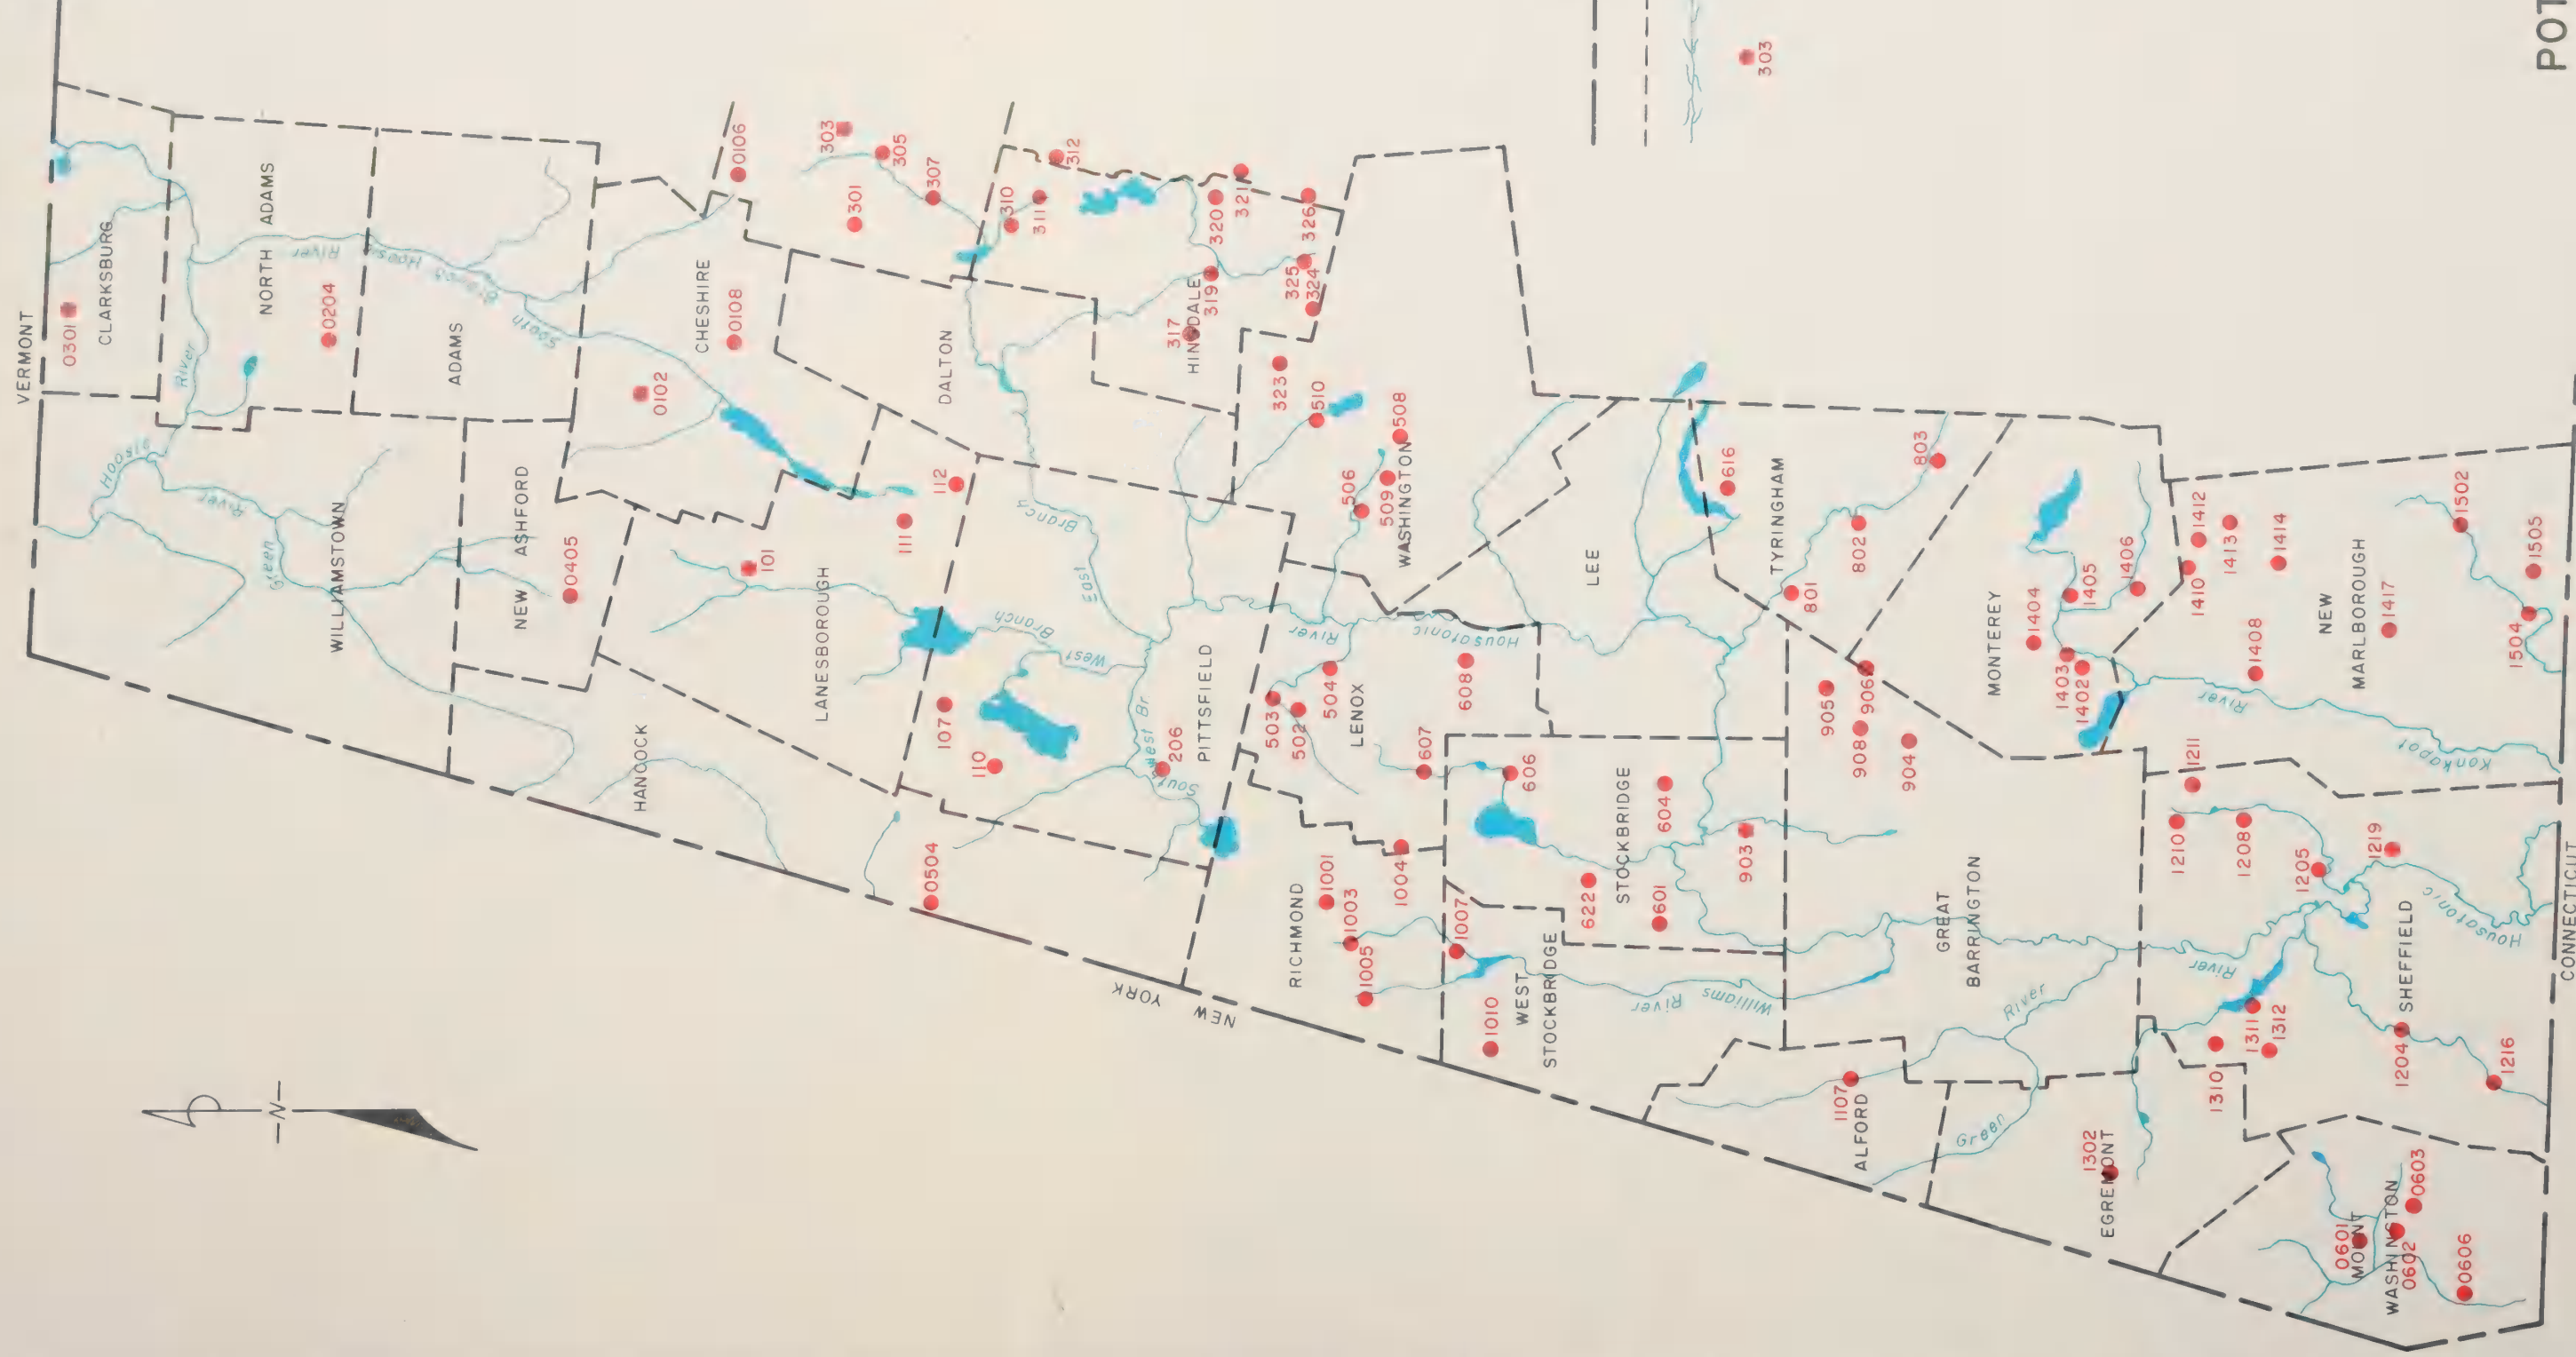 VERMONT
0301
CLARKSBURG
River
NORTH ADAMS
0204
River
Hoosic
Branch
South
ADAMS
Hoosic
River
Green
WILLIAMSTOWN
NEW ASHFORD
0405
HANCOCK
0102
CHESHIRE
0108
0106
101
LANESBOROUGH
111
112
DALTON
301
303
305
307
310
311
312
317
HINSDALE
319
320
321
323
324
325
326
0504
107
110
West
Branch
East
Branch
206
South West Br
PITTSFIELD
NEW
YORK
RICHMOND
1001
1003
1004
1005
503
502
504
LENOX
River
Housatonic
506
509
508
510
WASHINGTON
607
608
606
1007
1010
WEST
STOCKBRIDGE
Williams
River
622
601
604
STOCKBRIDGE
903
LEE
616
TYRINGHAM
801
802
803
905
906
908
904
GREAT
BARRINGTON
1107
ALFORD
Green
River
1302
EGREMONT
MONTEREY
1404
1403
1402
1405
1406
1410
1412
1413
1414
1408
1417
NEW
MARLBOROUGH
1502
1505
1504
Konkapot
River
1211
1210
1208
1205
1219
River
Housatonic
SHEFFIELD
1310
1311
1312
1204
1216
0601
MOUNT
WASHINGTON
0602
0603
0606
CONNECTICUT
303
POT
N